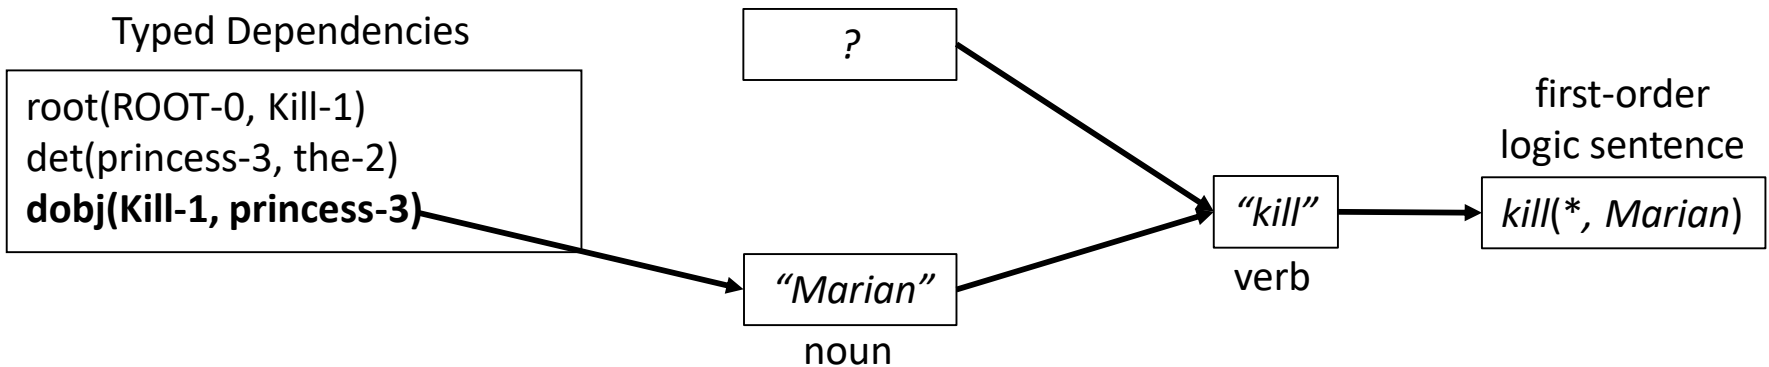 Typed Dependencies
root(ROOT-0, Kill-1)
det(princess-3, the-2)
dobj(Kill-1, princess-3)
?
“Marian”
noun
“kill”
verb
first-order
logic sentence
kill(*, Marian)